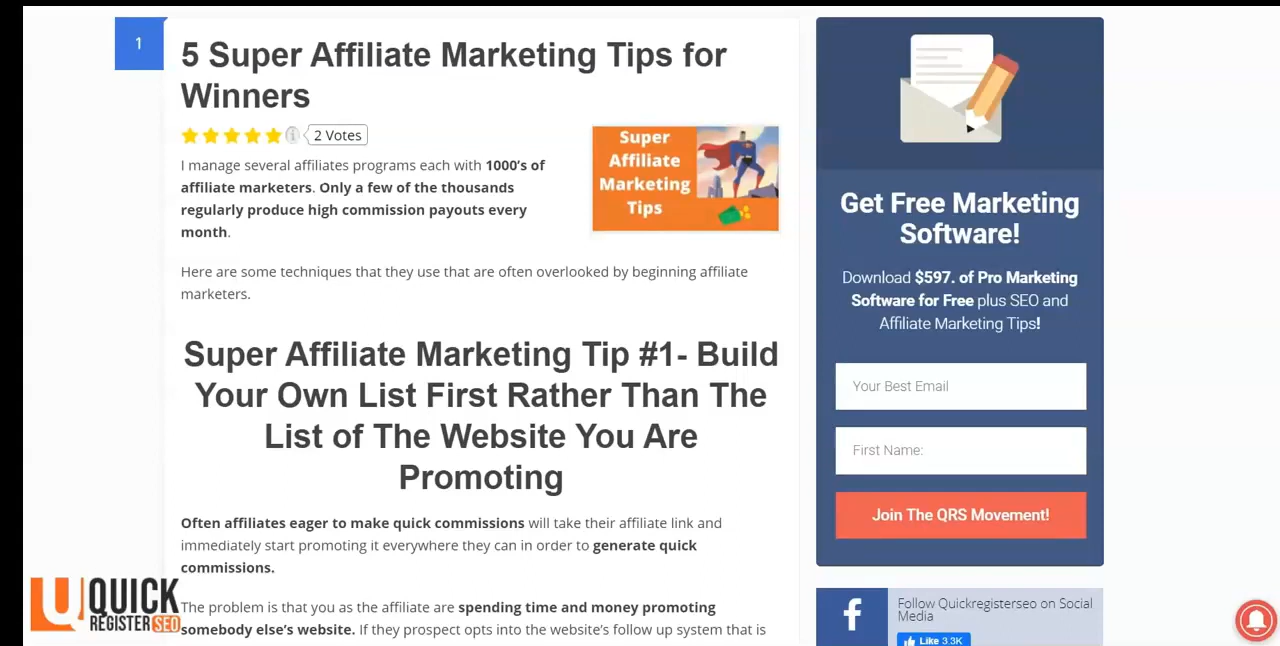 1
5 Super Affiliate Marketing Tips for
Winners
2 Votes
I manage several affiliates programs each with 1000's of
affiliate marketers. Only a few of the thousands
regularly produce high commission payouts every
month.
Super
Affiliate
Marketing
Tips
Here are some techniques that they use that are often overlooked by beginning affiliate
marketers.
Super Affiliate Marketing Tip #1- Build
Your Own List First Rather Than The
List of The Website You Are
Promoting
Often affiliates eager to make quick commissions will take their affiliate link and
immediately start promoting it everywhere they can in order to generate quick
commissions.
The problem is that you as the affiliate are spending time and money promoting
somebody else's website. If they prospect opts into the website's follow up system that is
QUICK
REGISTER SEO
Get Free Marketing
Software!
Download $597. of Pro Marketing
Software for Free plus SEO and
Affiliate Marketing Tips!
Your Best Email
First Name:
Join The QRS Movement!
Follow Quickregisterseo on Social
Media
Like 3.3K